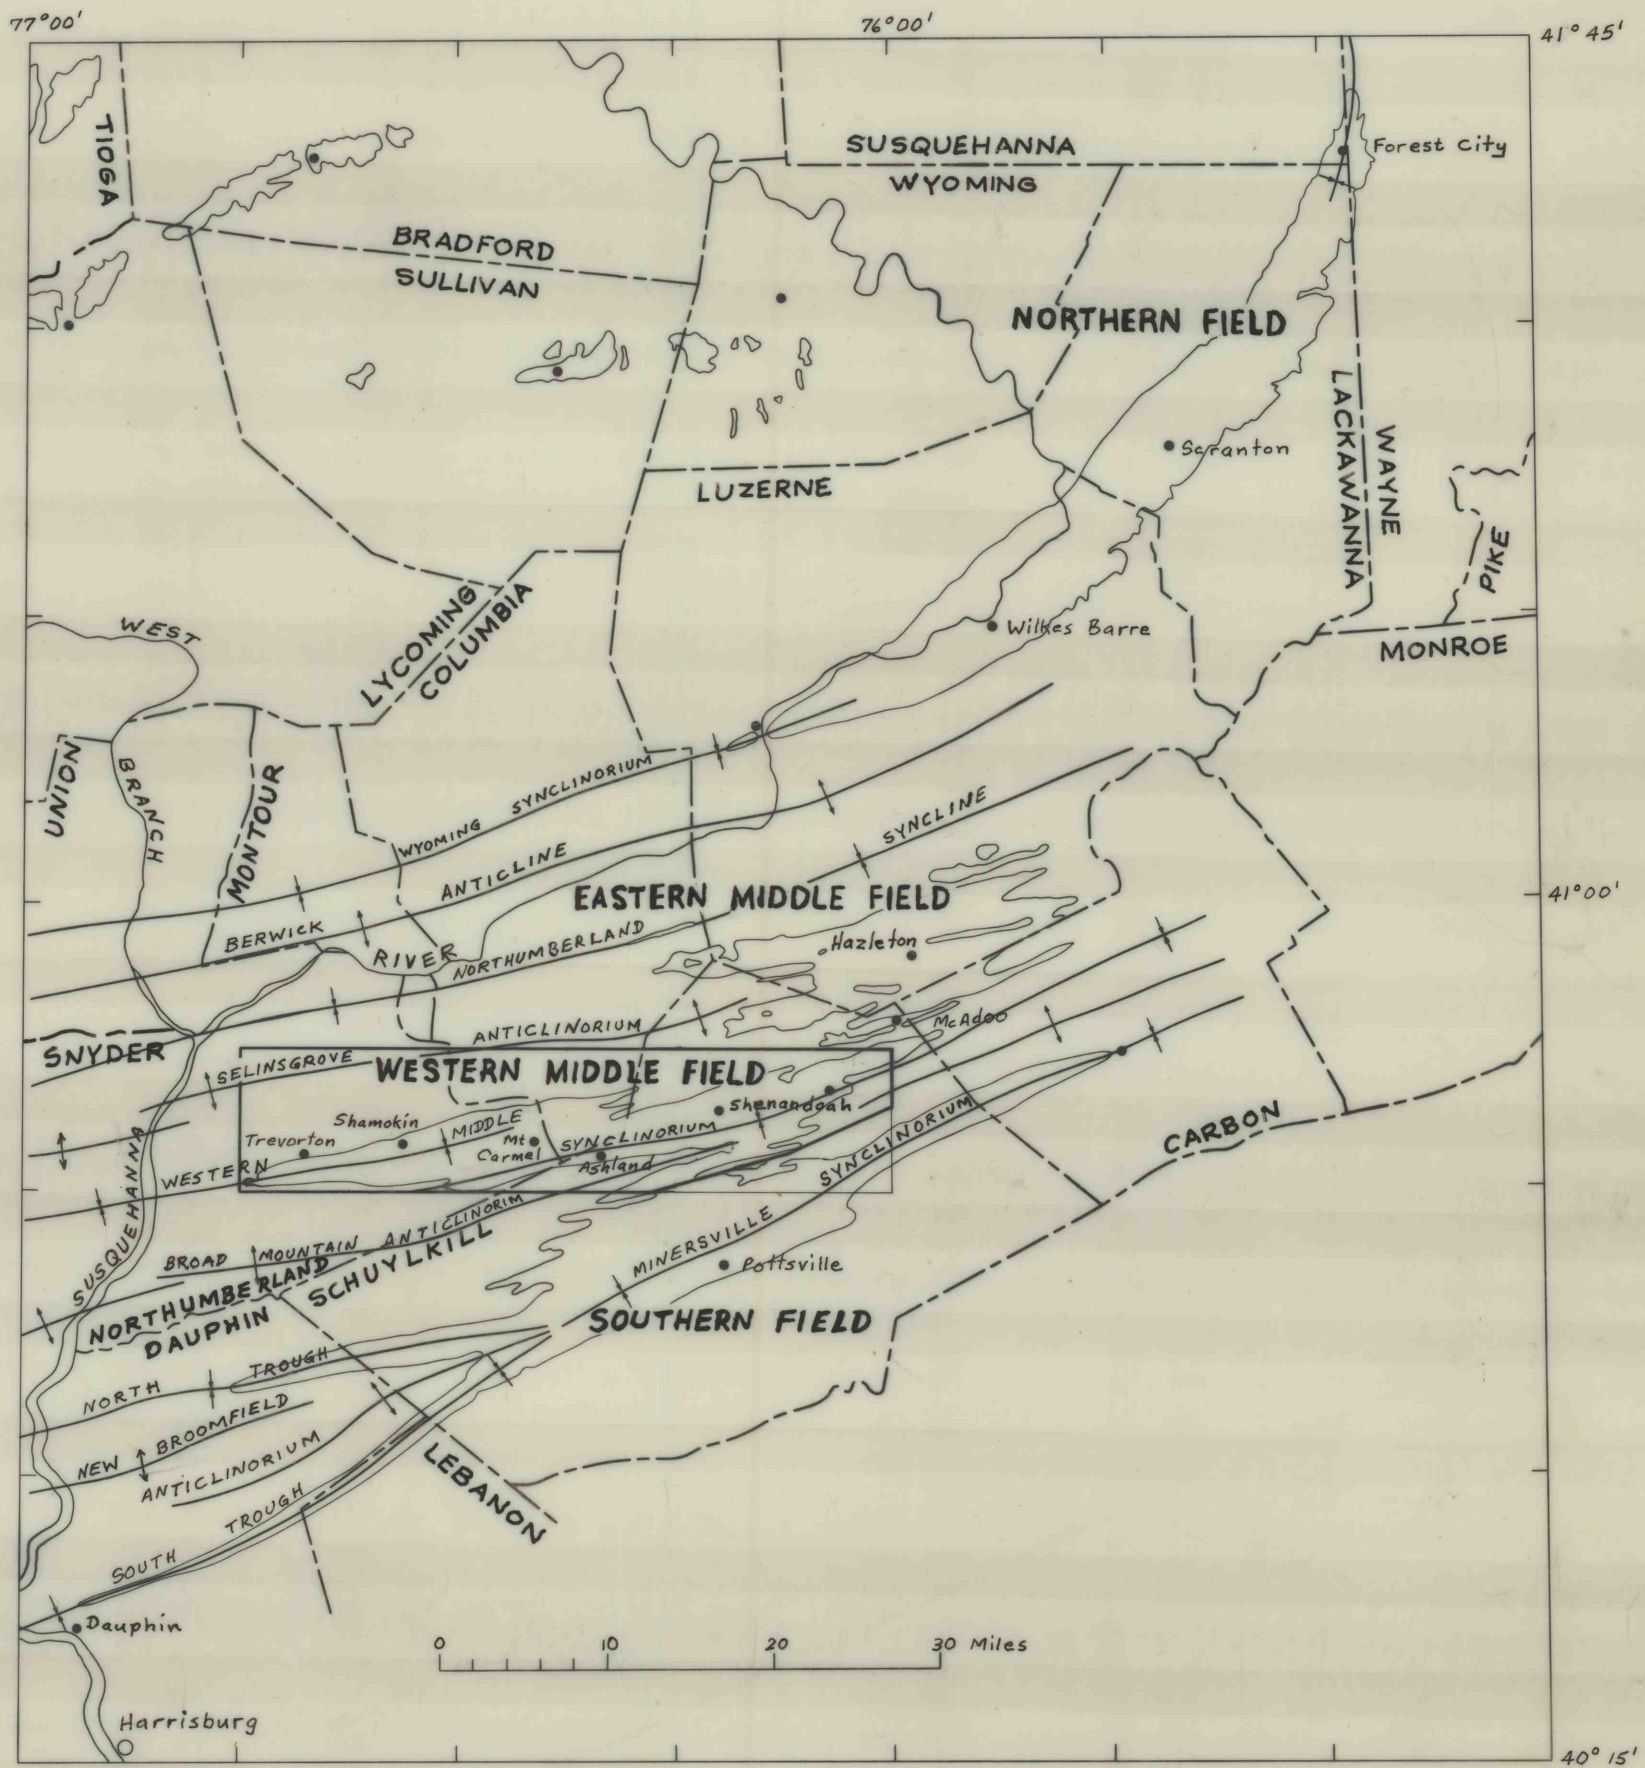 77°00'
76°00'
41° 45'
TIOGA
SUSQUEHANNA
WYOMING
Forest City
BRADFORD
SULLIVAN
NORTHERN FIELD
LACKAWANNA
WAYNE
Scranton
LUZERNE
PIKE
WEST
LYCOMING
COLUMBIA
Wilkes Barre
MONROE
UNION
BRANCH
MONTOUR
WYOMING SYNCLINORIUM
BERWICK ANTICLINE
SYNCLINE
EASTERN MIDDLE FIELD
41°00'
RIVER
NORTHUMBERLAND
Hazleton
SNYDER
ANTICLINORIUM
McAdoo
SELINSGROVE
WESTERN MIDDLE FIELD
Shenandoah
Shamokin
MIDDLE
Trevorton
Mt
Carmel
SYNCLINORIUM
Ashland
WESTERN
CARBON
SUSQUEHANNA
SYNCLINORIUM
BROAD MOUNTAIN ANTICLINORIM
MINERSVILLE
Pottsville
NORTHUMBERLAND
SCHUYLKILL
DAUPHIN
SOUTHERN FIELD
NORTH TROUGH
NEW BROOMFIELD
ANTICLINORIUM
LEBANON
SOUTH TROUGH
Dauphin
0 10 20 30 Miles
Harrisburg
40° 15'